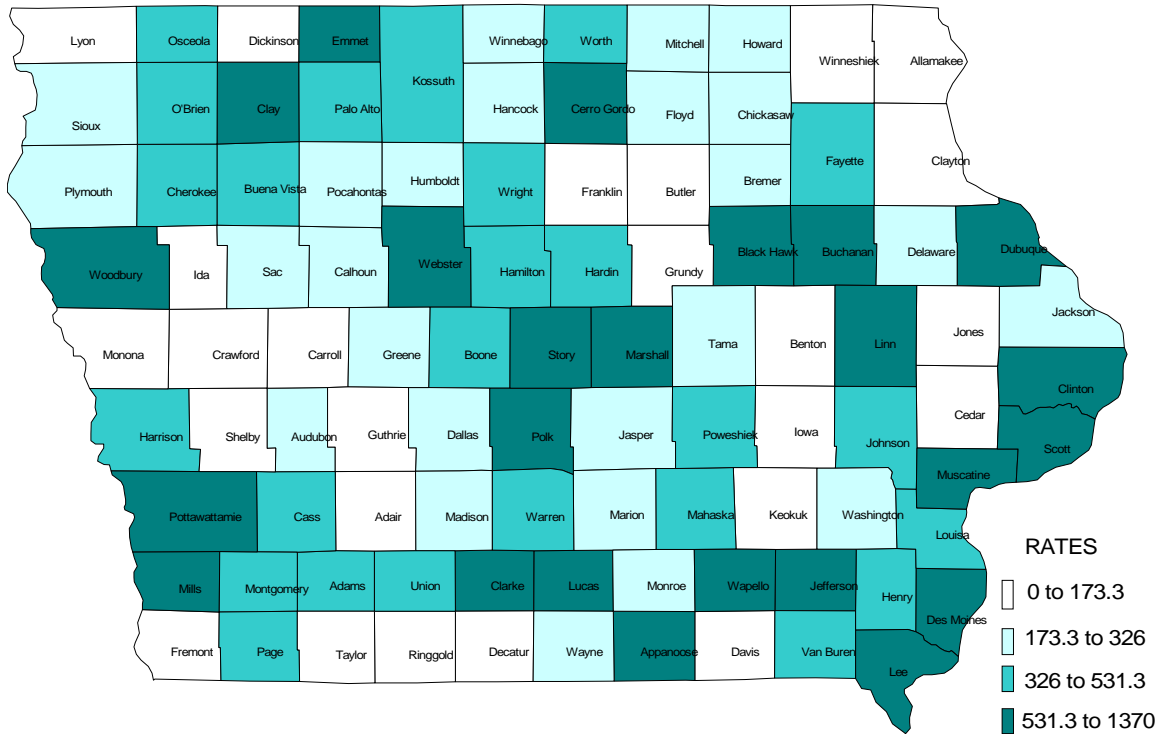 Lyon Osceola Dickinson Emmet Winnebago Worth Mitchell Howard
Winneshiek Allamakee
Kossuth
Sioux O'Brien Clay Palo Alto Hancock Cerro Gordo Floyd Chickasaw
Plymouth Cherokee Buena Vista Pocahontas Humboldt Wright Franklin Butler Bremer Fayette Clayton
Woodbury Ida Sac Calhoun Webster Hamilton Hardin Grundy Black Hawk Buchanan Delaware Dubuque
Monona Crawford Carroll Greene Boone Story Marshall Tama Benton Linn Jones Jackson
Clinton
Harrison Shelby Audubon Guthrie Dallas Polk Jasper Poweshiek Iowa Johnson Cedar
Scott
Muscatine
Pottawattamie Cass Adair Madison Warren Marion Mahaska Keokuk Washington
Louisa
Mills Montgomery Adams Union Clarke Lucas Monroe Wapello Jefferson Henry
Des Moines
Fremont Page Taylor Ringgold Decatur Wayne Appanoose Davis Van Buren
Lee
RATES
0 to 173.3
173.3 to 326
326 to 531.3
531.3 to 1370